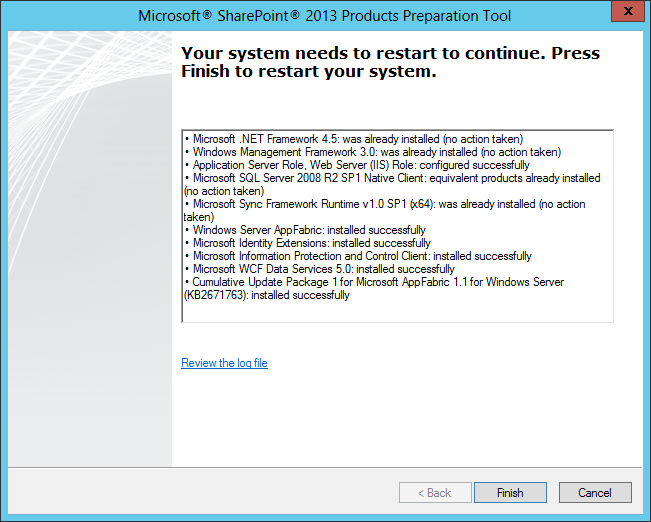 Microsoft® SharePoint® 2013 Products Preparation Tool
x
Your system needs to restart to continue. Press
Finish to restart your system.
• Microsoft .NET Framework 4.5: was already installed (no action taken)
• Windows Management Framework 3.0: was already installed (no action taken)
• Application Server Role, Web Server (IIS) Role: configured successfully
• Microsoft SQL Server 2008 R2 SP1 Native Client: equivalent products already installed
(no action taken)
• Microsoft Sync Framework Runtime v1.0 SP1 (x64): was already installed (no action
taken)
• Windows Server AppFabric: installed successfully
• Microsoft Identity Extensions: installed successfully
• Microsoft Information Protection and Control Client: installed successfully
• Microsoft WCF Data Services 5.0: installed successfully
• Cumulative Update Package 1 for Microsoft AppFabric 1.1 for Windows Server
(KB2671763): installed successfully
Review the log file
< Back
Finish
Cancel